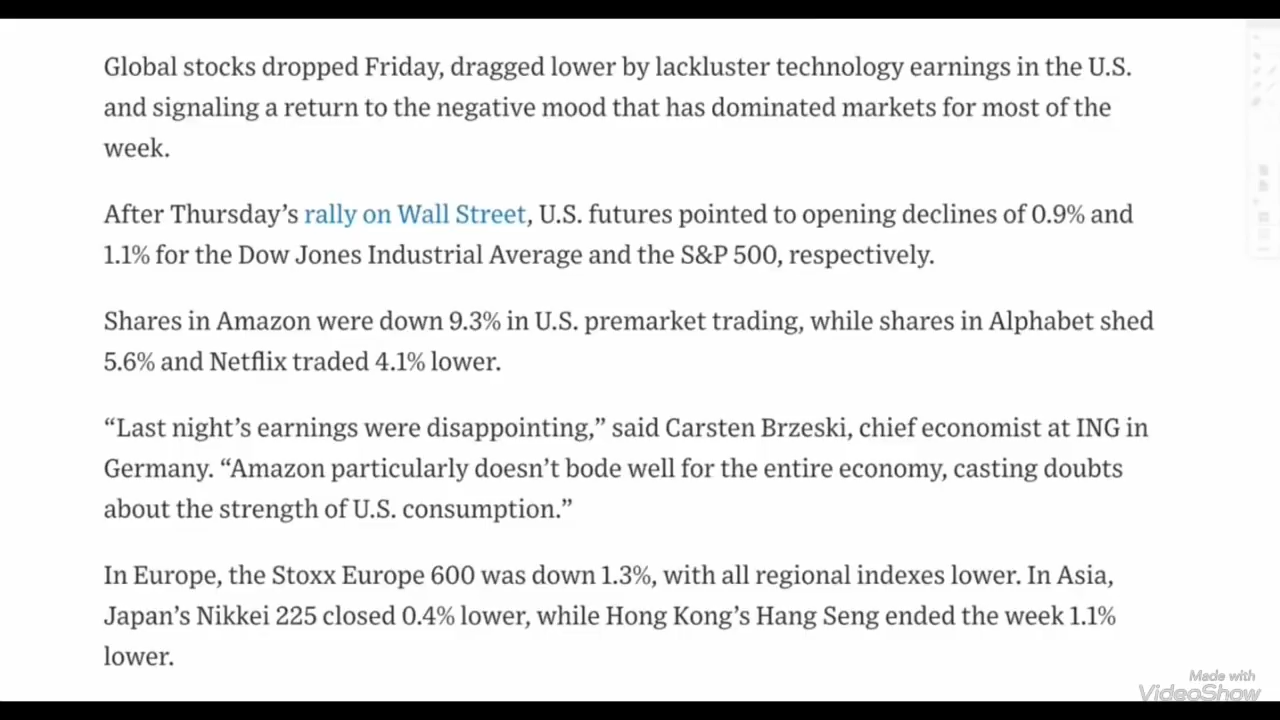 Global stocks dropped Friday, dragged lower by lackluster technology earnings in the U.S.
and signaling a return to the negative mood that has dominated markets for most of the
week.
After Thursday’s rally on Wall Street, U.S. futures pointed to opening declines of 0.9% and
1.1% for the Dow Jones Industrial Average and the S&P 500, respectively.
Shares in Amazon were down 9.3% in U.S. premarket trading, while shares in Alphabet shed
5.6% and Netflix traded 4.1% lower.
“Last night’s earnings were disappointing,” said Carsten Brzeski, chief economist at ING in
Germany. “Amazon particularly doesn’t bode well for the entire economy, casting doubts
about the strength of U.S. consumption.”
In Europe, the Stoxx Europe 600 was down 1.3%, with all regional indexes lower. In Asia,
Japan’s Nikkei 225 closed 0.4% lower, while Hong Kong’s Hang Seng ended the week 1.1%
lower.
Made with
VideoShow